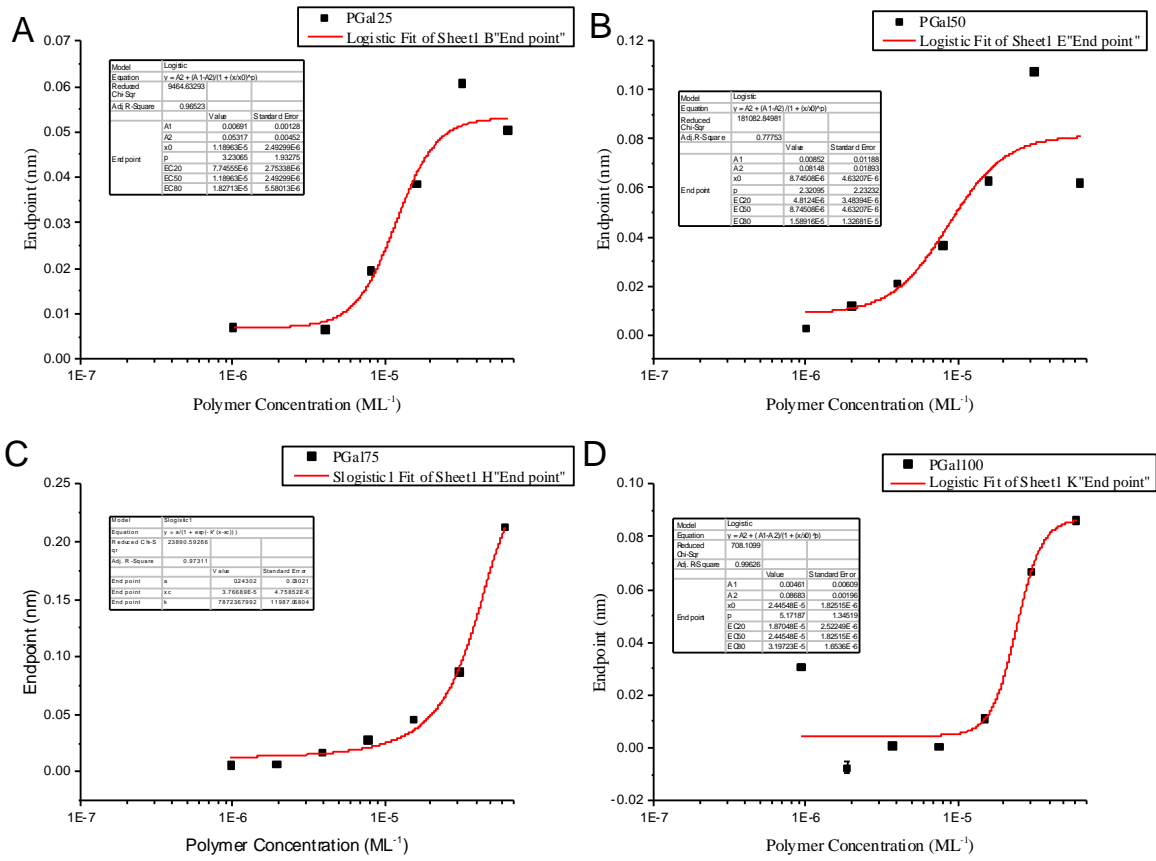 A
PGal25
Logistic Fit of Sheet1 B"End point"
0.07
0.06
0.05
0.04
0.03
0.02
0.01
0.00
Endpoint (nm)
Model Logistic
Equation y = A2 + (A1-A2)/(1 + (x/x0)^p)
Reduced Chi-Sqr 9464.63293
Adj. R-Square 0.96523
Value Standard Error
End point A1 0.00691 0.00128
A2 0.05317 0.00452
x0 1.18963E-5 2.49299E-6
p 3.23065 1.93275
EC20 7.74555E-6 2.75338E-6
EC50 1.18963E-5 2.49299E-6
EC80 1.82713E-5 5.58013E-6
1E-7 1E-6 1E-5
Polymer Concentration (ML⁻¹)
B
PGal50
Logistic Fit of Sheet1 E"End point"
0.12
0.10
0.08
0.06
0.04
0.02
0.00
Endpoint (nm)
Model Logistic
Equation y = A2 + (A1-A2)/(1 + (x/x0)^p)
Reduced Chi-Sqr 181082.84981
Adj. R-Square 0.77753
Value Standard Error
End point A1 0.00852 0.01188
A2 0.08148 0.01893
x0 8.74508E-6 4.63207E-6
p 2.32095 2.23232
EC20 4.8124E-6 3.48394E-6
EC50 8.74508E-6 4.63207E-6
EC80 1.58916E-5 1.32681E-5
1E-7 1E-6 1E-5
Polymer Concentration (ML⁻¹)
C
PGal75
Slogistic1 Fit of Sheet1 H"End point"
0.25
0.20
0.15
0.10
0.05
0.00
Endpoint (nm)
Model Slogistic1
Equation y = a/(1 + exp(-k*(x-xc)))
Reduced Chi-Sqr 23890.59266
Adj. R-Square 0.97311
Value Standard Error
End point a 0.24302 0.03021
End point xc 3.76689E-5 4.75852E-6
End point k
1E-7 1E-6 1E-5
Polymer Concentration (ML⁻¹)
D
PGal100
Logistic Fit of Sheet1 K"End point"
0.10
0.08
0.06
0.04
0.02
0.00
-0.02
Endpoint (nm)
Model Logistic
Equation y = A2 + (A1-A2)/(1 + (x/x0)^p)
Reduced Chi-Sqr 708.1099
Adj. R-Square 0.99626
Value Standard Error
End point A1 0.00461 0.00609
A2 0.08683 0.00196
x0 2.44548E-5 1.82515E-6
p 5.17187 1.34519
EC20 1.87048E-5 2.52249E-6
EC50 2.44548E-5 1.82515E-6
EC80 3.19723E-5 1.6536E-6
1E-7 1E-6 1E-5
Polymer Concentration (ML⁻¹)